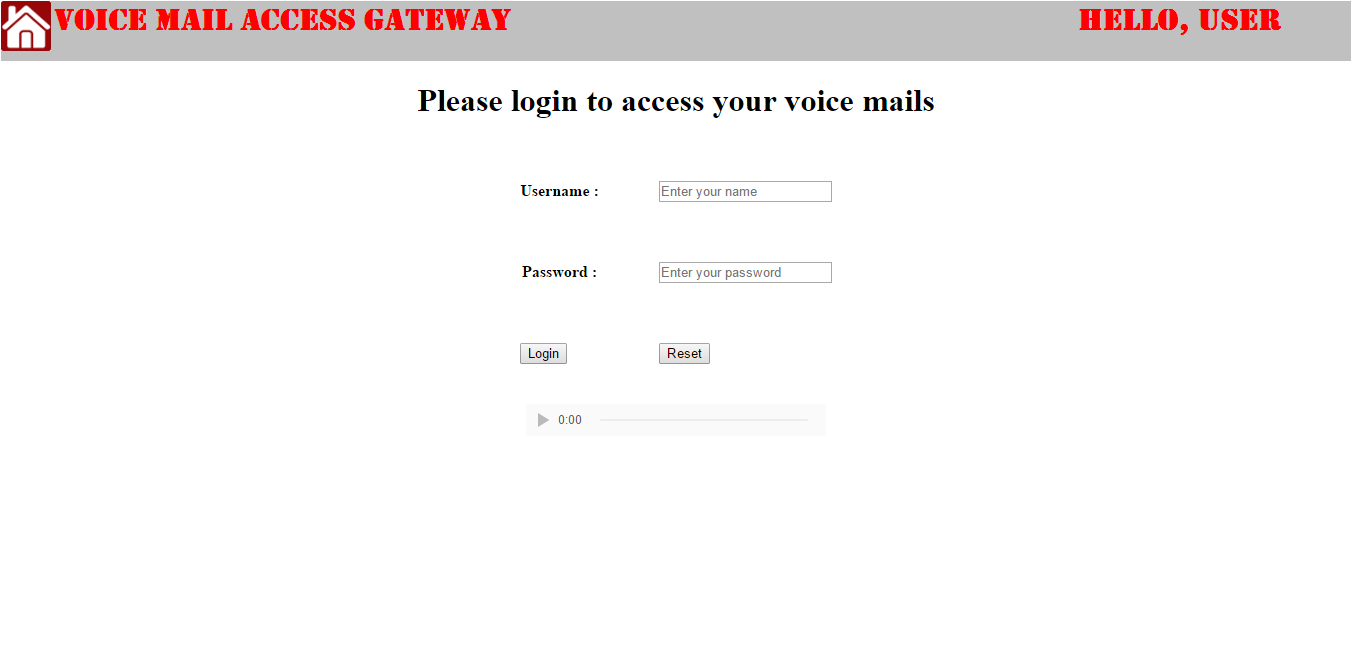 VOICE MAIL ACCESS GATEWAY HELLO, USER
Please login to access your voice mails
Username : Enter your name
Password : Enter your password
Login Reset
0:00